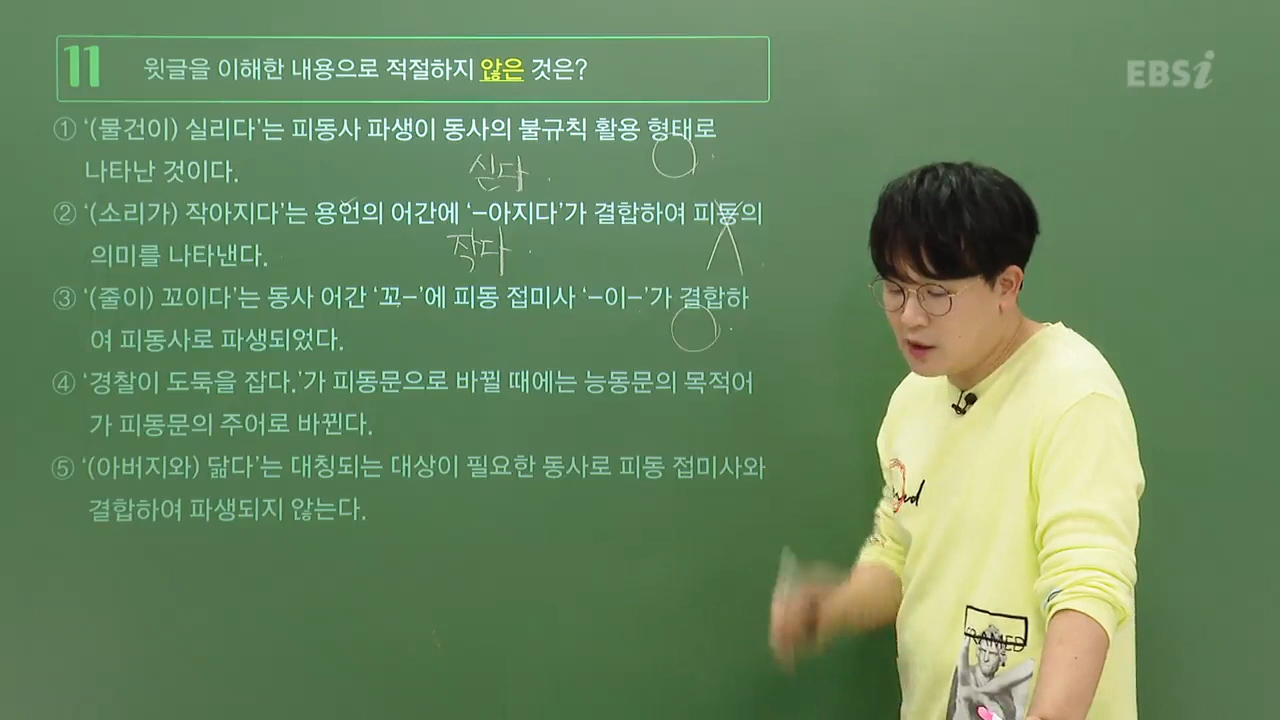 11 윗글을 이해한 내용으로 적절하지 않은 것은?
EBSi
① ‘(물건이) 실리다’는 피동사 파생이 동사의 불규칙 활용 형태로
나타난 것이다.
싣다
② ‘(소리가) 작아지다’는 용언의 어간에 ‘-아지다’가 결합하여 피동의
의미를 나타낸다.
작다
③ ‘(줄이) 꼬이다’는 동사 어간 ‘꼬-’에 피동 접미사 ‘-이-’가 결합하
여 피동사로 파생되었다.
④ ‘경찰이 도둑을 잡다.’가 피동문으로 바뀔 때에는 능동문의 목적어
가 피동문의 주어로 바뀐다.
⑤ ‘(아버지와) 닮다’는 대칭되는 대상이 필요한 동사로 피동 접미사와
결합하여 파생되지 않는다.
FRAMED